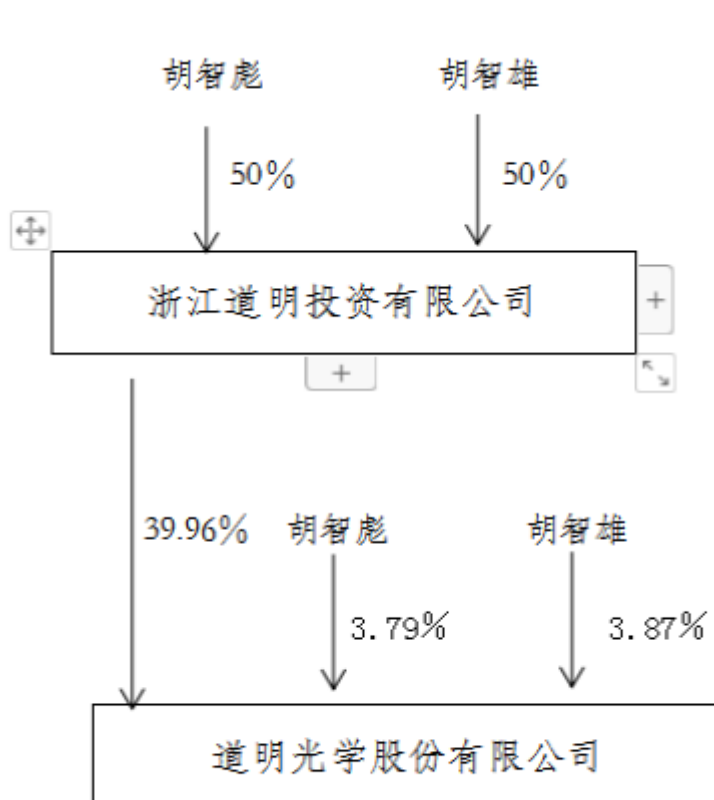 胡智彪 胡智雄
50% 50%
浙江道明投资有限公司
39.96% 胡智彪 胡智雄
3.79% 3.87%
道明光学股份有限公司